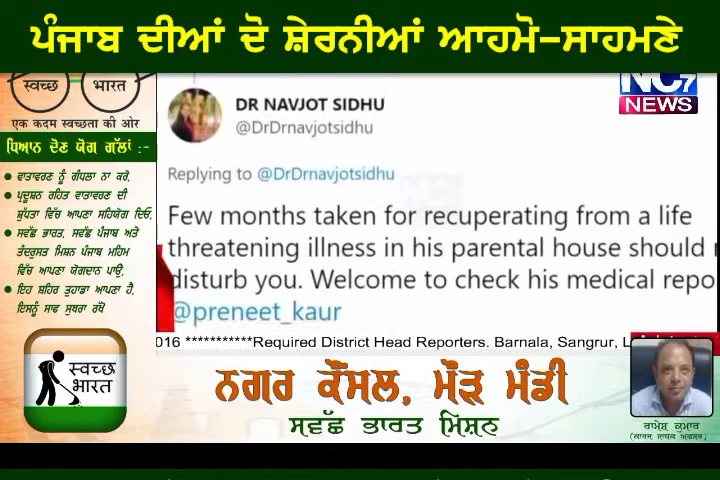 ਪੰਜਾਬ ਦੀਆਂ ਦੋ ਸ਼ੇਰਨੀਆਂ ਆਹਮੋ-ਸਾਹਮਣੇ
स्वच्छ भारत
एक कदम स्वच्छता की ओर
ਧਿਆਨ ਦੇਣ ਯੋਗ ਗੱਲਾਂ :-
ਵਾਤਾਵਰਣ ਨੂੰ ਗੰਧਲਾ ਨਾ ਕਰੋ.
ਪ੍ਰਦੂਸ਼ਨ ਰਹਿਤ ਵਾਤਾਵਰਣ ਦੀ
ਸ਼ੁੱਧਤਾ ਵਿੱਚ ਆਪਣਾ ਸਹਿਯੋਗ ਦਿਓ.
ਸਵੱਛ ਭਾਰਤ, ਸਵੱਛ ਪੰਜਾਬ ਅਤੇ
ਤੰਦਰੁਸਤ ਮਿਸ਼ਨ ਪੰਜਾਬ ਮਹਿਮ
ਵਿੱਚ ਆਪਣਾ ਯੋਗਦਾਨ ਪਾਉ.
ਇਹ ਸ਼ਹਿਰ ਤੁਹਾਡਾ ਆਪਣਾ ਹੈ.
ਇਸਨੂੰ ਸਾਫ ਸੁਥਰਾ ਰੱਖੋ
स्वच्छ
भारत
NC7
NEWS
DR NAVJOT SIDHU
@DrDrnavjotsidhu
Replying to @DrDrnavjotsidhu
Few months taken for recuperating from a life
threatening illness in his parental house should
disturb you. Welcome to check his medical repo
@preneet_kaur
016 ***********Required District Head Reporters. Barnala, Sangrur, L
ਨਗਰ ਕੌਂਸਲ, ਮੌੜ ਮੰਡੀ
ਸਵੱਛ ਭਾਰਤ ਮਿਸ਼ਨ
ਰਾਮੇਸ਼ ਕੁਮਾਰ
(ਕਾਰਜ ਸਾਧਕ ਅਫਸਰ)